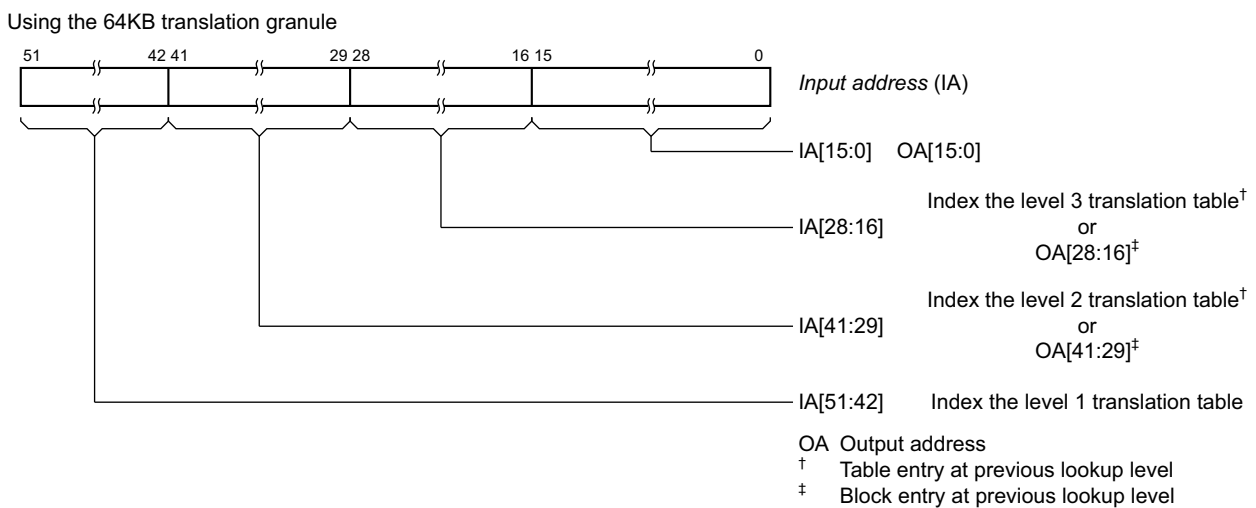 Using the 64KB translation granule
51 42 41 29 28 16 15 0
Input address (IA)
IA[15:0] OA[15:0]
Index the level 3 translation table†
IA[28:16] or
OA[28:16]‡
Index the level 2 translation table†
IA[41:29] or
OA[41:29]‡
IA[51:42] Index the level 1 translation table
OA Output address
† Table entry at previous lookup level
‡ Block entry at previous lookup level